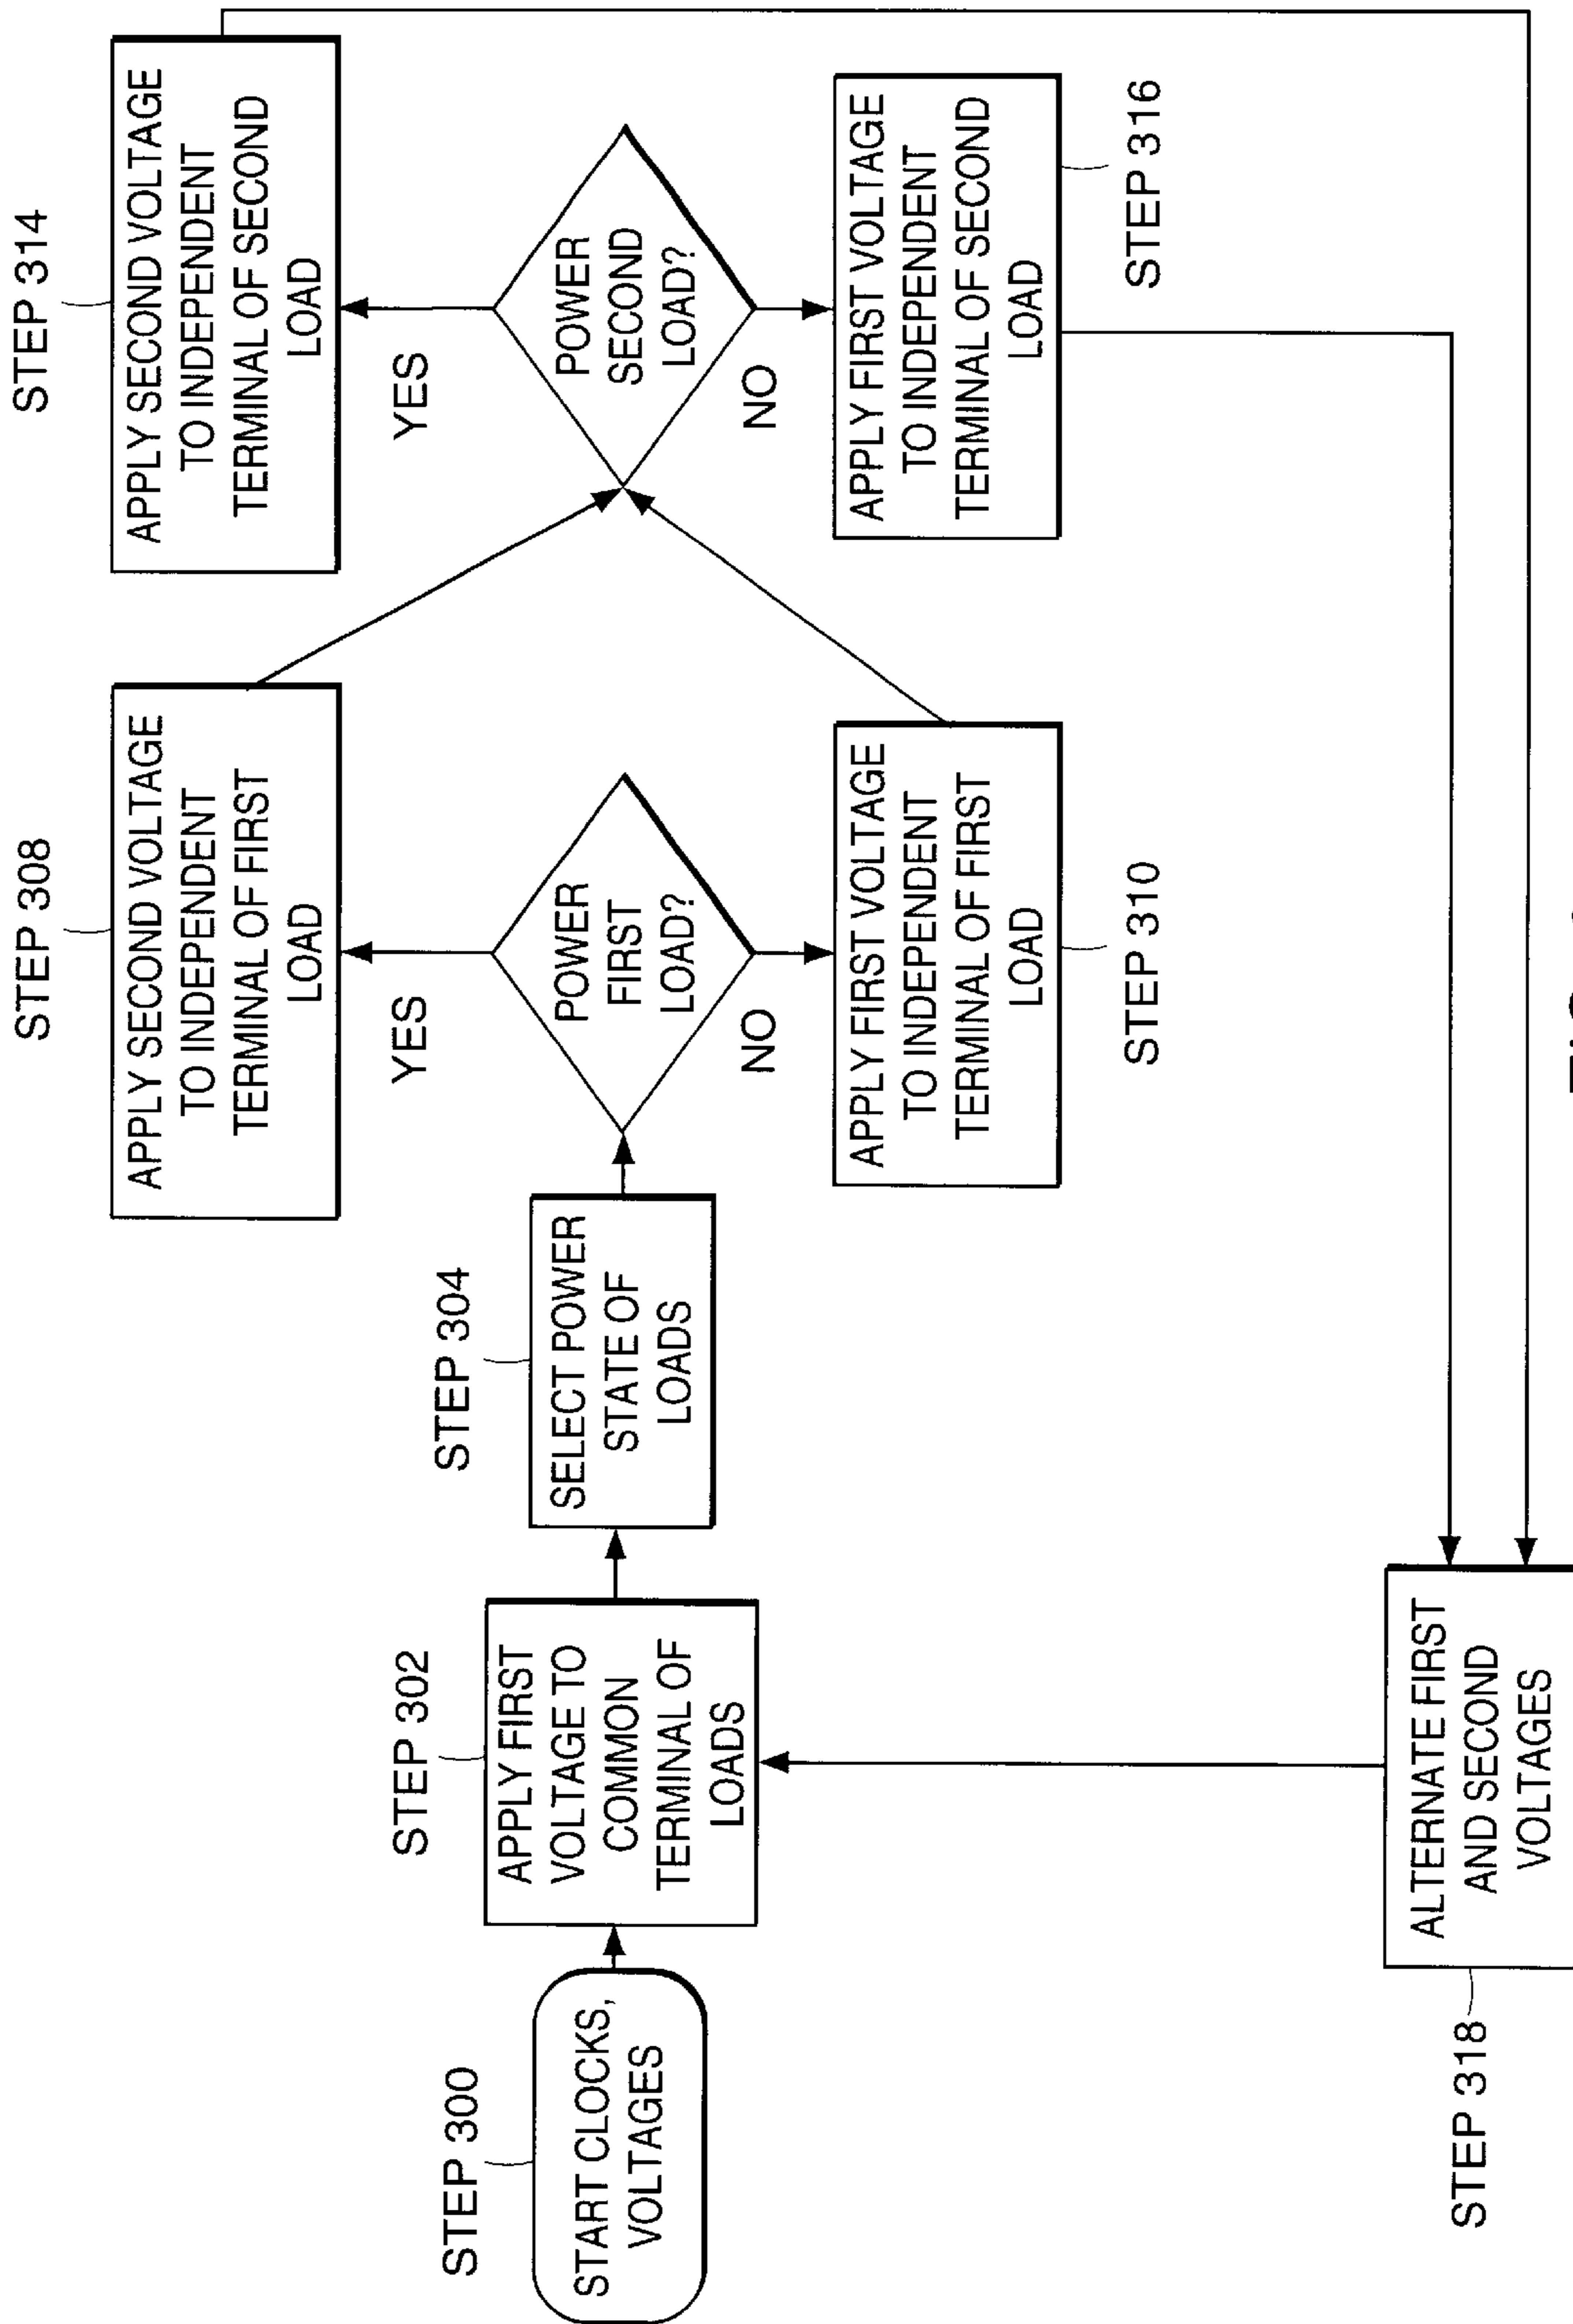 STEP 300
START CLOCKS,
VOLTAGES
STEP 302
APPLY FIRST
VOLTAGE TO
COMMON
TERMINAL OF
LOADS
STEP 304
SELECT POWER
STATE OF
LOADS
POWER
FIRST
LOAD?
YES
NO
STEP 308
APPLY SECOND VOLTAGE
TO INDEPENDENT
TERMINAL OF FIRST
LOAD
APPLY FIRST VOLTAGE
TO INDEPENDENT
TERMINAL OF FIRST
LOAD
STEP 310
POWER
SECOND
LOAD?
YES
NO
STEP 314
APPLY SECOND VOLTAGE
TO INDEPENDENT
TERMINAL OF SECOND
LOAD
APPLY FIRST VOLTAGE
TO INDEPENDENT
TERMINAL OF SECOND
LOAD
STEP 316
STEP 318
ALTERNATE FIRST
AND SECOND
VOLTAGES